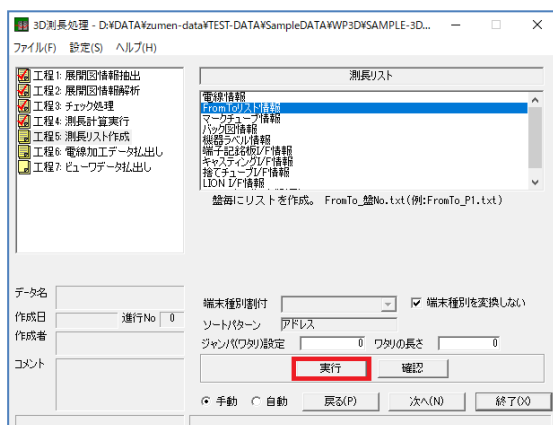 3D測長処理 - D:¥DATA¥zumen-data¥TEST-DATA¥SampleDATA¥WP3D¥SAMPLE-3D...
ファイル(F) 設定(S) ヘルプ(H)
工程1: 展開図情報抽出
工程2: 展開図情報解析
工程3: チェック処理
工程4: 測長計算実行
工程5: 測長リスト作成
工程6: 電線加工データ払出し
工程7: ビューワデータ払出し
測長リスト
電線情報
FromToリスト情報
マークチューブ情報
パック図情報
機器ラベル情報
端子記銘板I/F情報
キャスティングI/F情報
捨てチューブI/F情報
LION I/F情報
盤毎にリストを作成。 FromTo_盤No.txt(例:FromTo_P1.txt)
データ名
作成日 進行No 0
作成者
コメント
端末種別割付 端末種別を変換しない
ソートパターン アドレス
ジャンパ(ワタリ)設定 0 ワタリの長さ 0
実行 確認
手動 自動 戻る(P) 次へ(N) 終了(X)